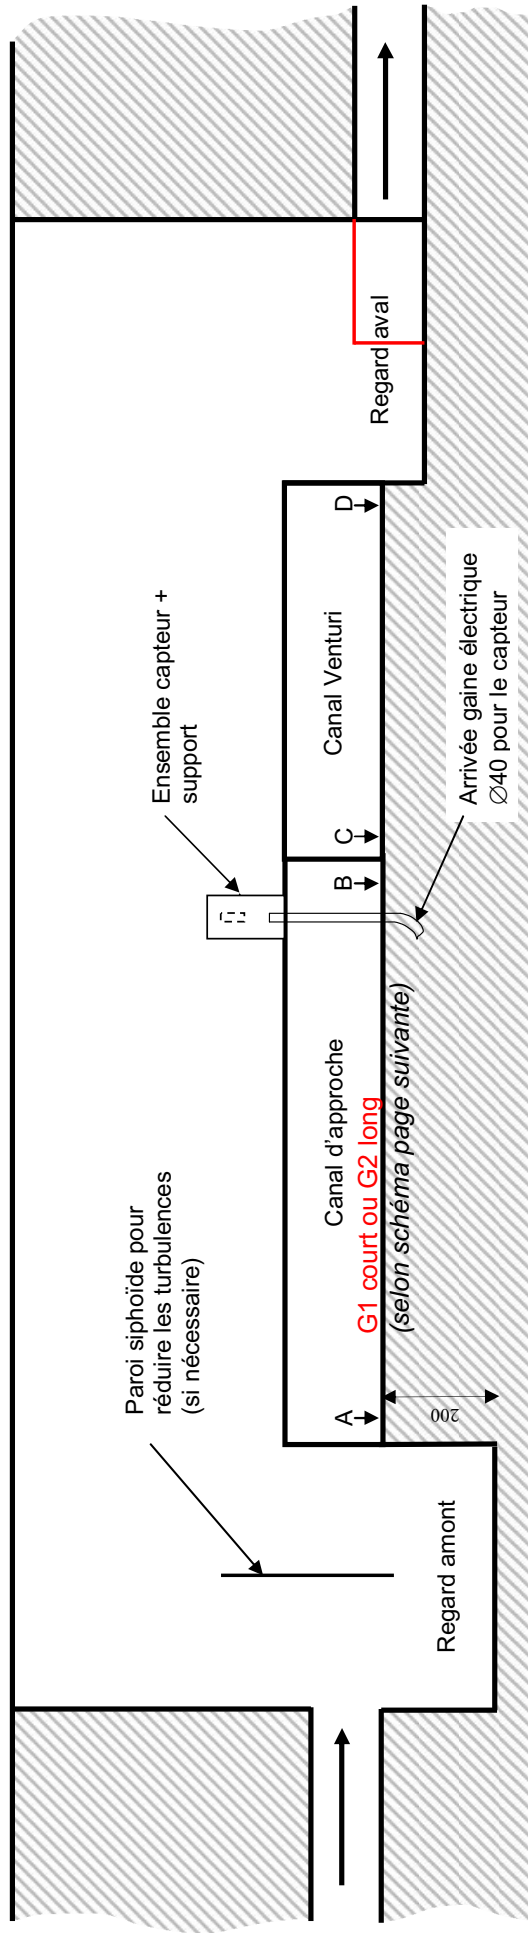 Paroi siphoïde pour
réduire les turbulences
(si nécessaire)
Ensemble capteur +
support
Regard amont
A
200
Canal d'approche
G1 court ou G2 long
(selon schéma page suivante)
B
C
Canal Venturi
D
Regard aval
Arrivée gaine électrique
∅40 pour le capteur